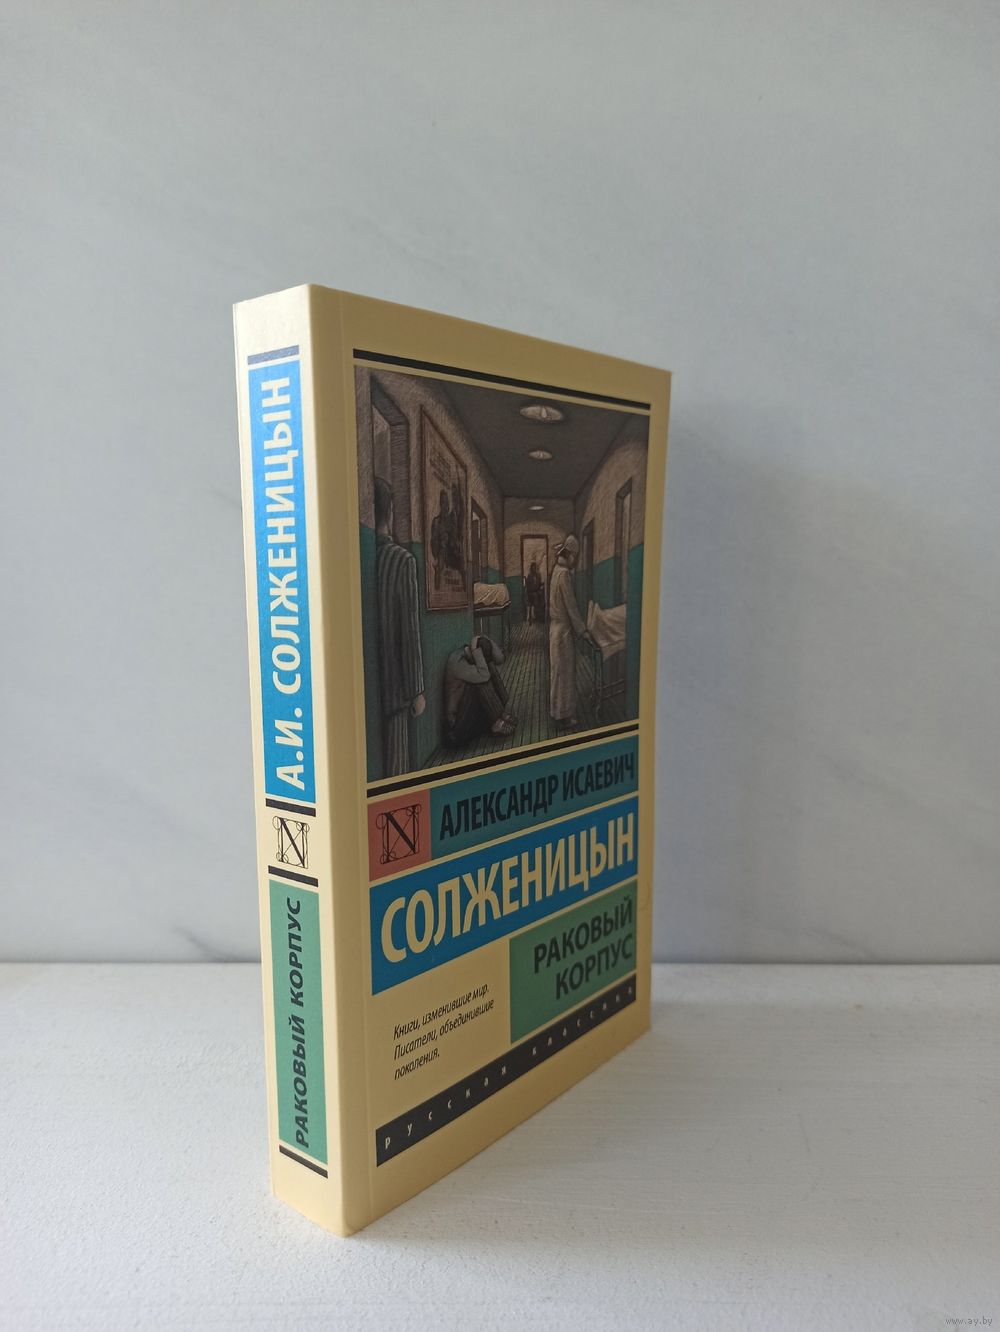 А.И. СОЛЖЕНИЦЫН
N
РАКОВЫЙ КОРПУС
N
АЛЕКСАНДР ИСАЕВИЧ
СОЛЖЕНИЦЫН
РАКОВЫЙ
КОРПУС
Книги, изменившие мир.
Писатели, объединившие
поколения.
русская классика
www.ay.by